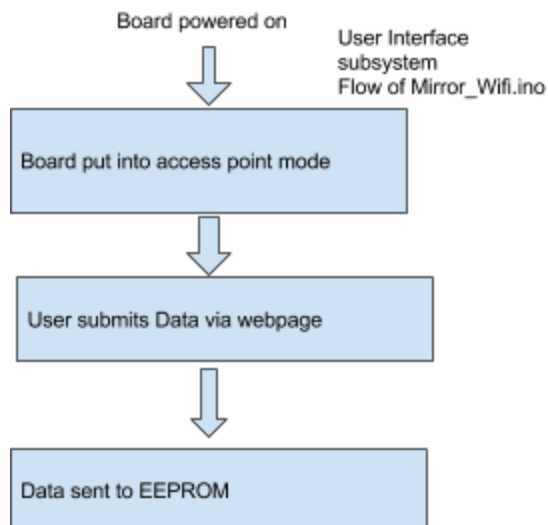 Board powered on
User Interface
subsystem
Flow of Mirror_Wifi.ino
Board put into access point mode
User submits Data via webpage
Data sent to EEPROM